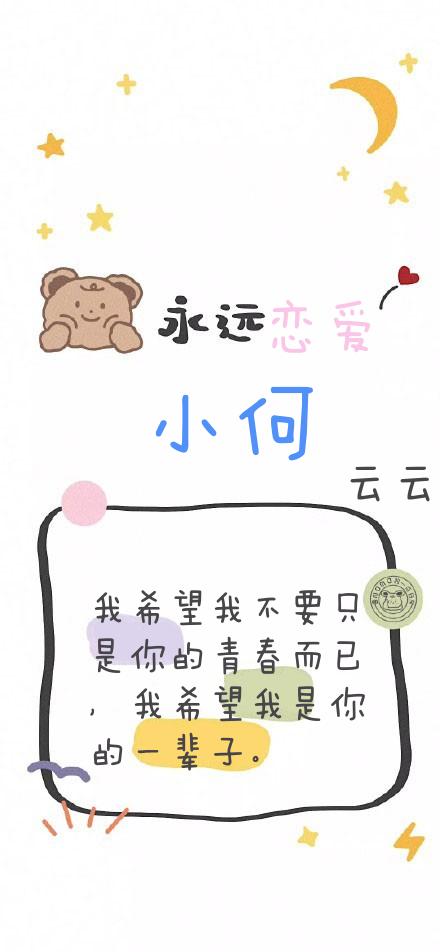 永远恋爱
小何
云云
我希望我不要只
是你的青春而已
，我希望我是你
的一辈子。